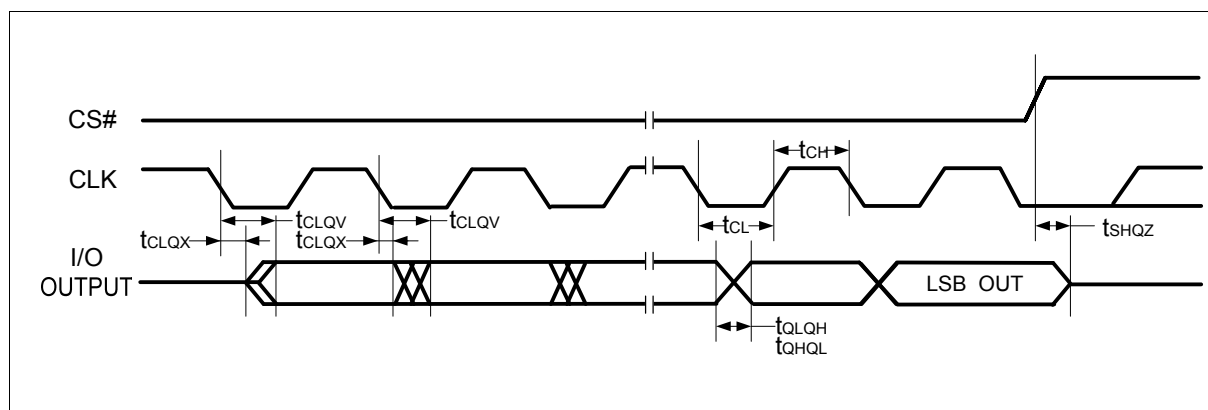 CS#
tCH
CLK
tCLQV
tCLQV
tCL
tCLQX
tCLQX
tSHQZ
I/O
OUTPUT
LSB OUT
tQLQH
tQHQL